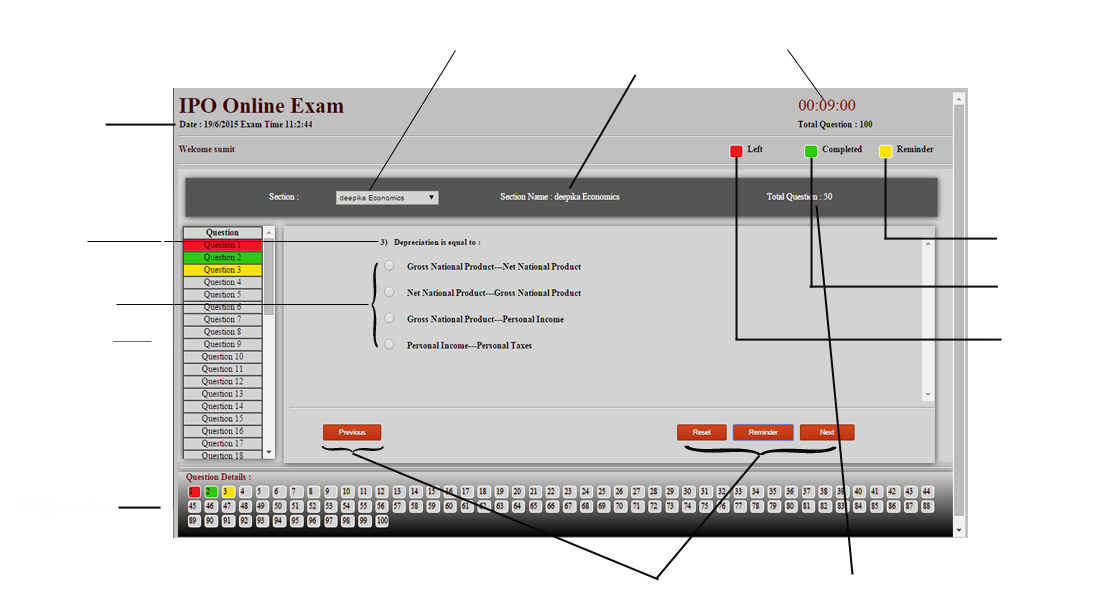 IPO Online Exam
00:09:00
Date : 19/6/2015 Exam Time 11:2:44
Total Question : 100
Welcome sumit
Left
Completed
Reminder
Section :
deepika Economics
Section Name : deepika Economics
Total Question : 50
Question
Question 1
Question 2
Question 3
Question 4
Question 5
Question 6
Question 7
Question 8
Question 9
Question 10
Question 11
Question 12
Question 13
Question 14
Question 15
Question 16
Question 17
Question 18
3) Depreciation is equal to :
Gross National Product---Net National Product
Net National Product---Gross National Product
Gross National Product---Personal Income
Personal Income---Personal Taxes
Previous
Reset
Reminder
Next
Question Details :
1 2 3 4 5 6 7 8 9 10 11 12 13 14 15 16 17 18 19 20 21 22 23 24 25 26 27 28 29 30 31 32 33 34 35 36 37 38 39 40 41 42 43 44
45 46 47 48 49 50 51 52 53 54 55 56 57 58 59 60 61 62 63 64 65 66 67 68 69 70 71 72 73 74 75 76 77 78 79 80 81 82 83 84 85 86 87 88
89 90 91 92 93 94 95 96 97 98 99 100